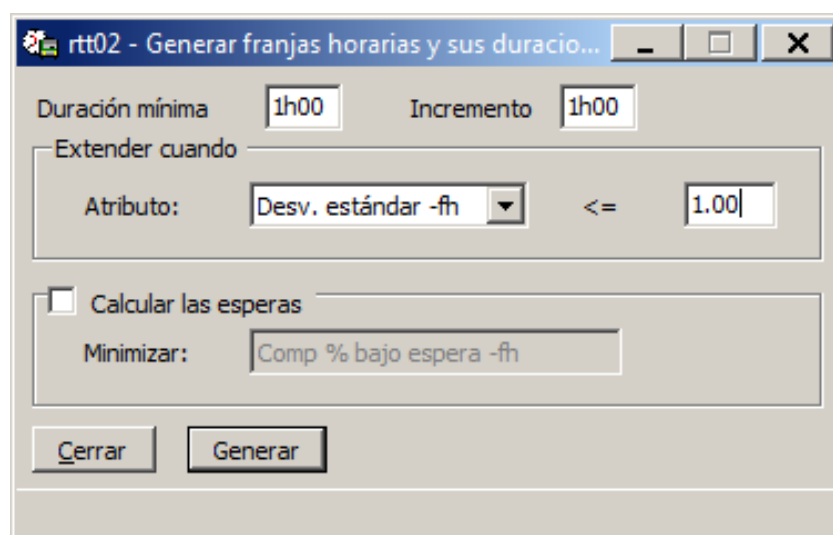 rtt02 - Generar franjas horarias y sus duracio...
Duración mínima 1h00 Incremento 1h00
Extender cuando
Atributo: Desv. estándar -fh <= 1.00
Calcular las esperas
Minimizar: Comp % bajo espera -fh
Cerrar Generar